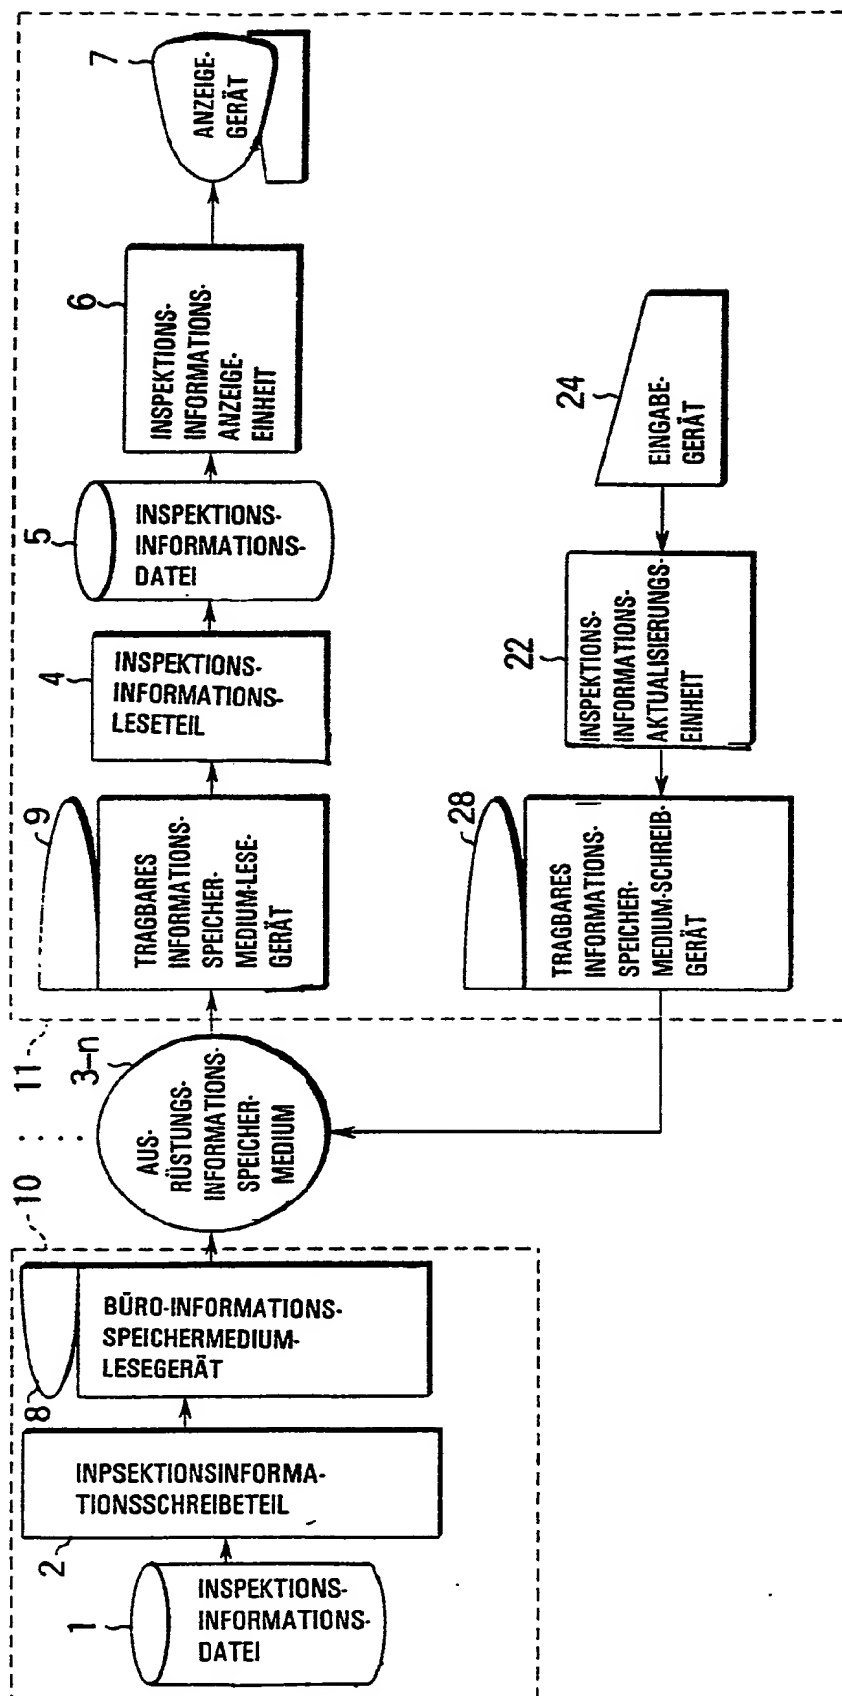 1
INSPEKTIONS-
INFORMATIONS-
DATEI
2
INPSEKTIONSINFORMA-
TIONSSCHREIBETEIL
8
BÜRO-INFORMATIONS-
SPEICHERMEDIUM-
LESEGERÄT
10
. . . .
3-n
AUS-
RÜSTUNGS-
INFORMATIONS-
SPEICHER-
MEDIUM
11
9
TRAGBARES
INFORMATIONS-
SPEICHER-
MEDIUM-LESE-
GERÄT
4
INSPEKTIONS-
INFORMATIONS-
LESETEIL
5
INSPEKTIONS-
INFORMATIONS-
DATEI
6
INSPEKTIONS-
INFORMATIONS-
ANZEIGE-
EINHEIT
7
ANZEIGE-
GERÄT
28
TRAGBARES
INFORMATIONS-
SPEICHER-
MEDIUM-SCHREIB-
GERÄT
22
INSPEKTIONS-
INFORMATIONS-
AKTUALISIERUNGS-
EINHEIT
24
EINGABE-
GERÄT